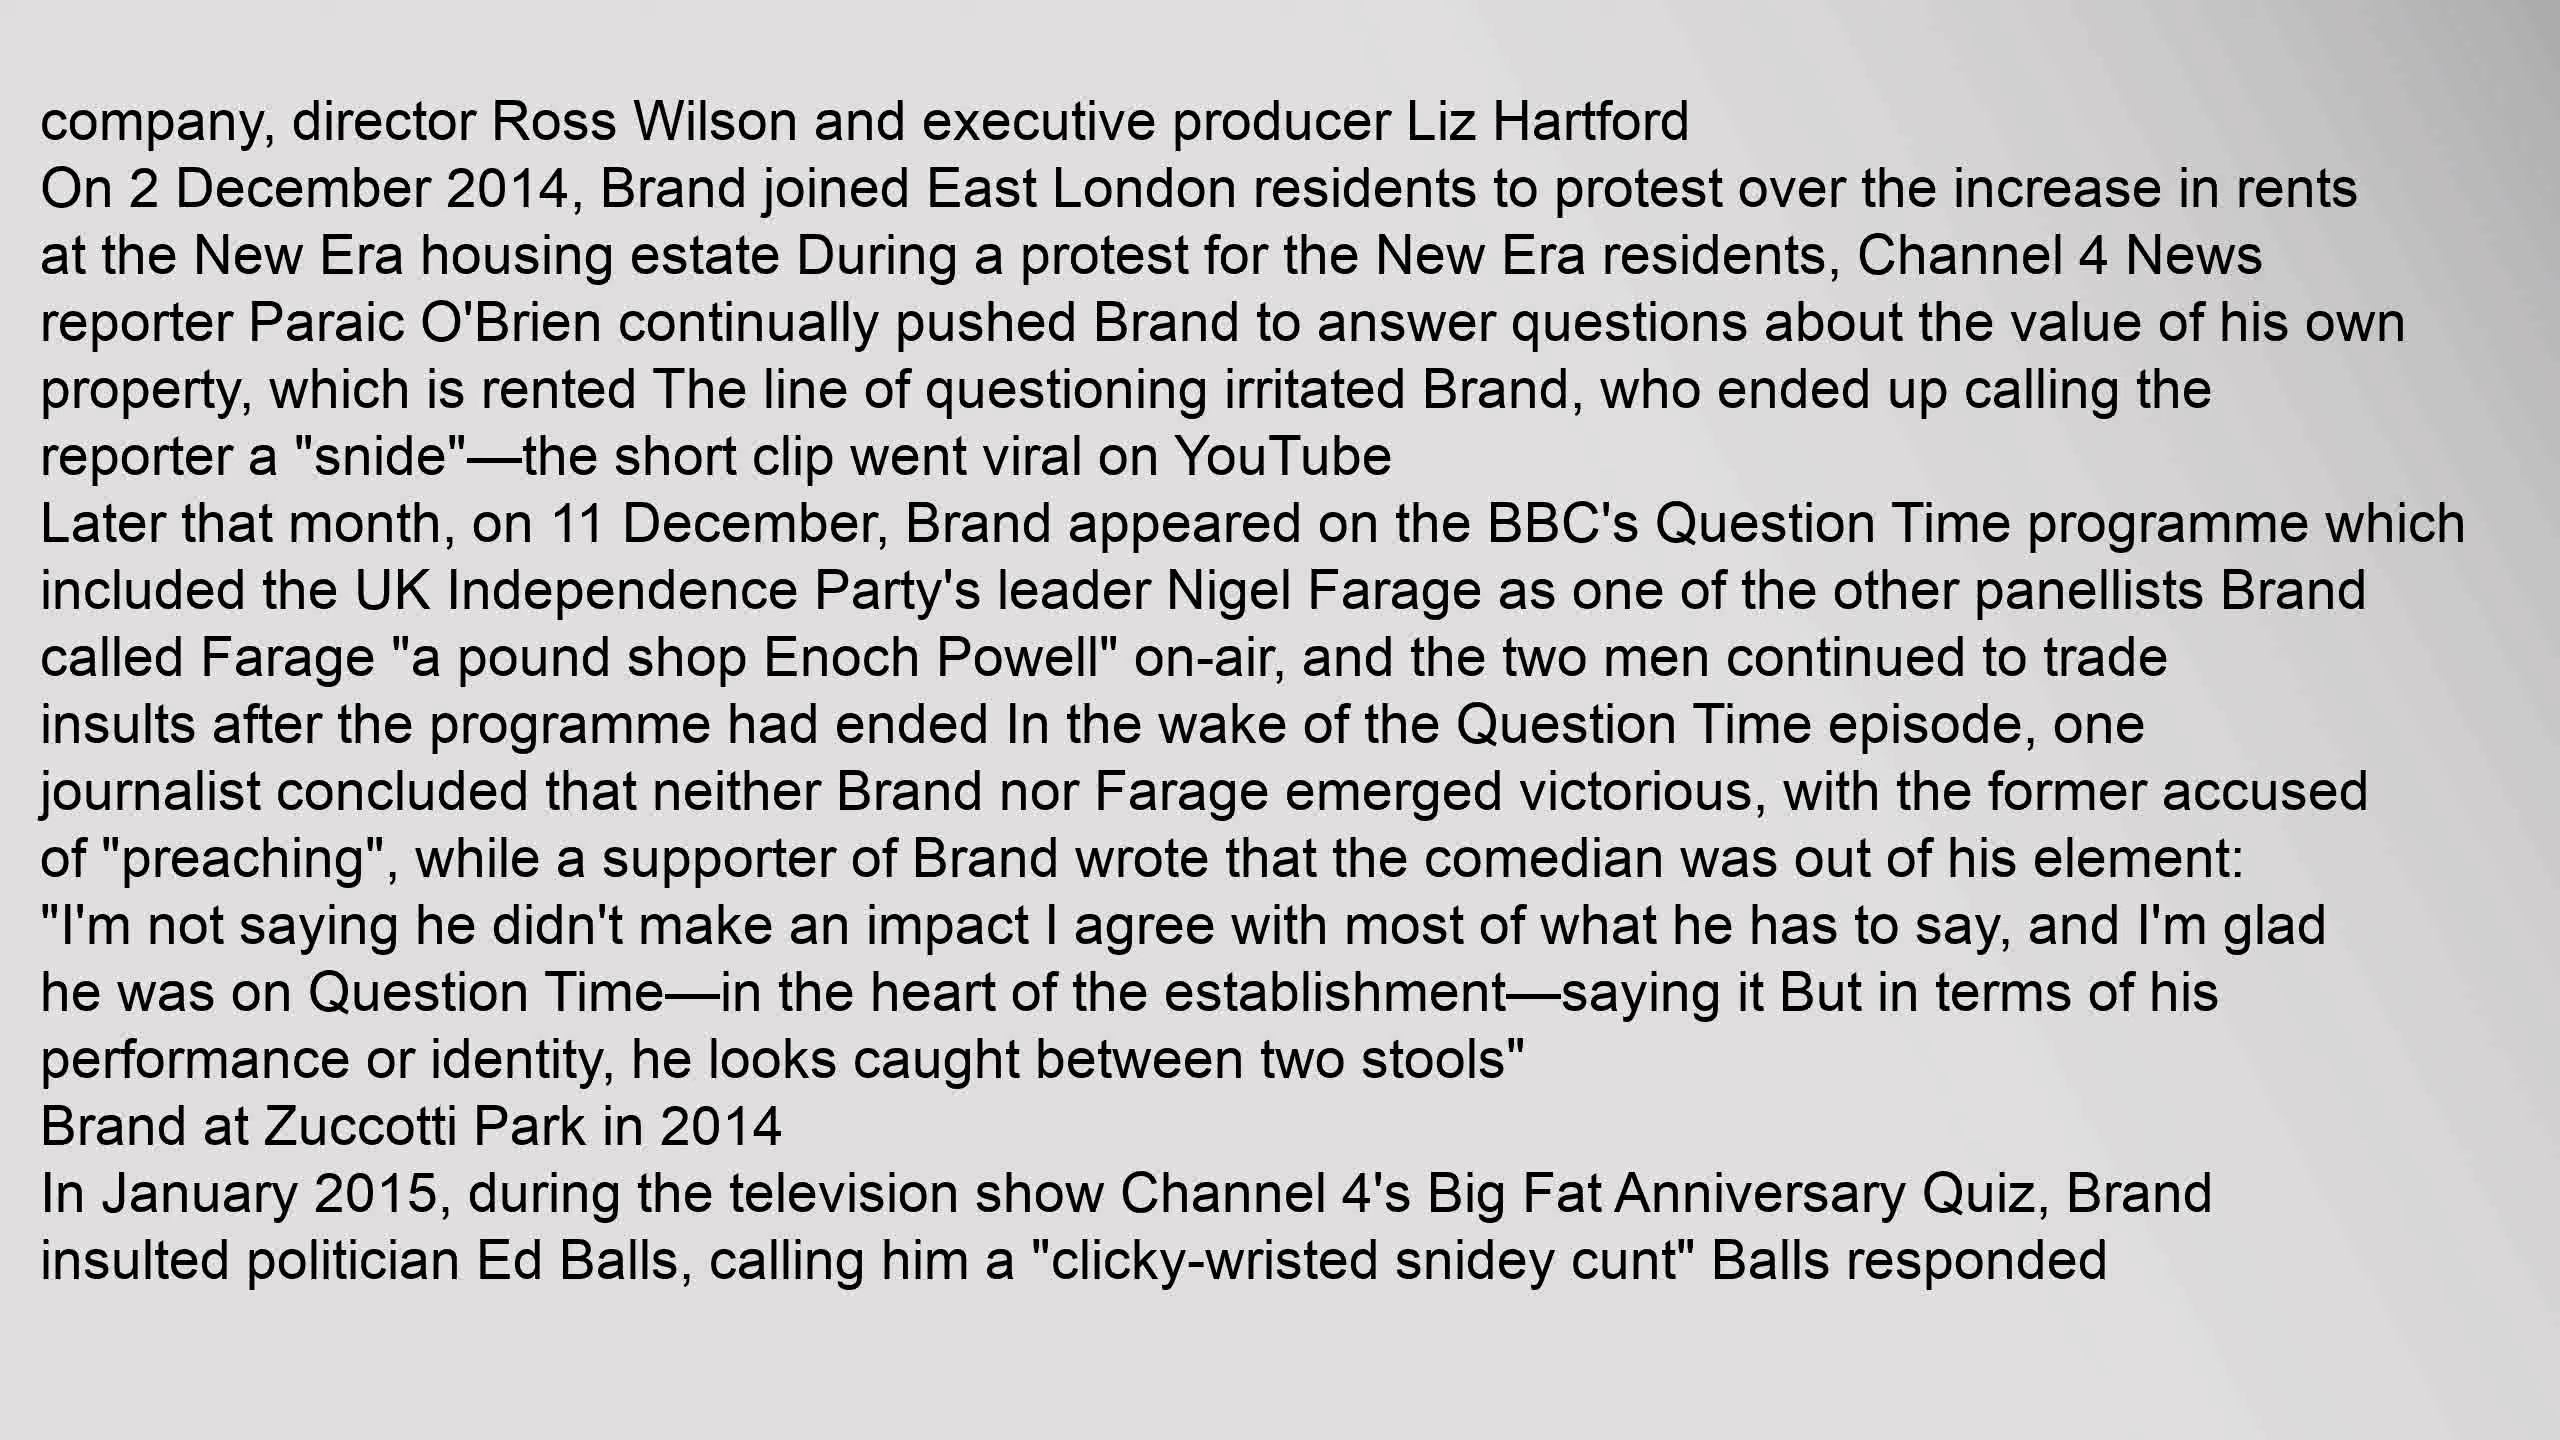 company, director Ross Wilson and executive producer Liz Hartford
On 2 December 2014, Brand joined East London residents to protest over the increase in rents
at the New Era housing estate During a protest for the New Era residents, Channel 4 News
reporter Paraic O'Brien continually pushed Brand to answer questions about the value of his own
property, which is rented The line of questioning irritated Brand, who ended up calling the
reporter a "snide"—the short clip went viral on YouTube
Later that month, on 11 December, Brand appeared on the BBC's Question Time programme which
included the UK Independence Party's leader Nigel Farage as one of the other panellists Brand
called Farage "a pound shop Enoch Powell" on-air, and the two men continued to trade
insults after the programme had ended In the wake of the Question Time episode, one
journalist concluded that neither Brand nor Farage emerged victorious, with the former accused
of "preaching", while a supporter of Brand wrote that the comedian was out of his element:
"I'm not saying he didn't make an impact I agree with most of what he has to say, and I'm glad
he was on Question Time—in the heart of the establishment—saying it But in terms of his
performance or identity, he looks caught between two stools"
Brand at Zuccotti Park in 2014
In January 2015, during the television show Channel 4's Big Fat Anniversary Quiz, Brand
insulted politician Ed Balls, calling him a "clicky-wristed snidey cunt" Balls responded